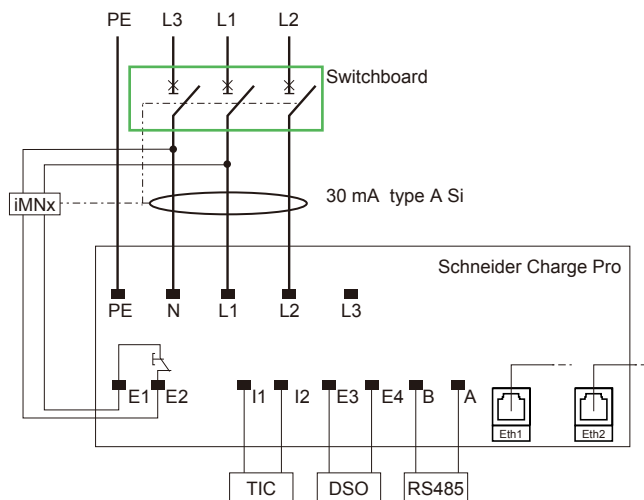 PE L3 L1 L2
Switchboard
iMNx
30 mA type A Si
Schneider Charge Pro
PE N L1 L2 L3
E1 E2 I1 I2 E3 E4 B A
Eth1 Eth2
TIC DSO RS485